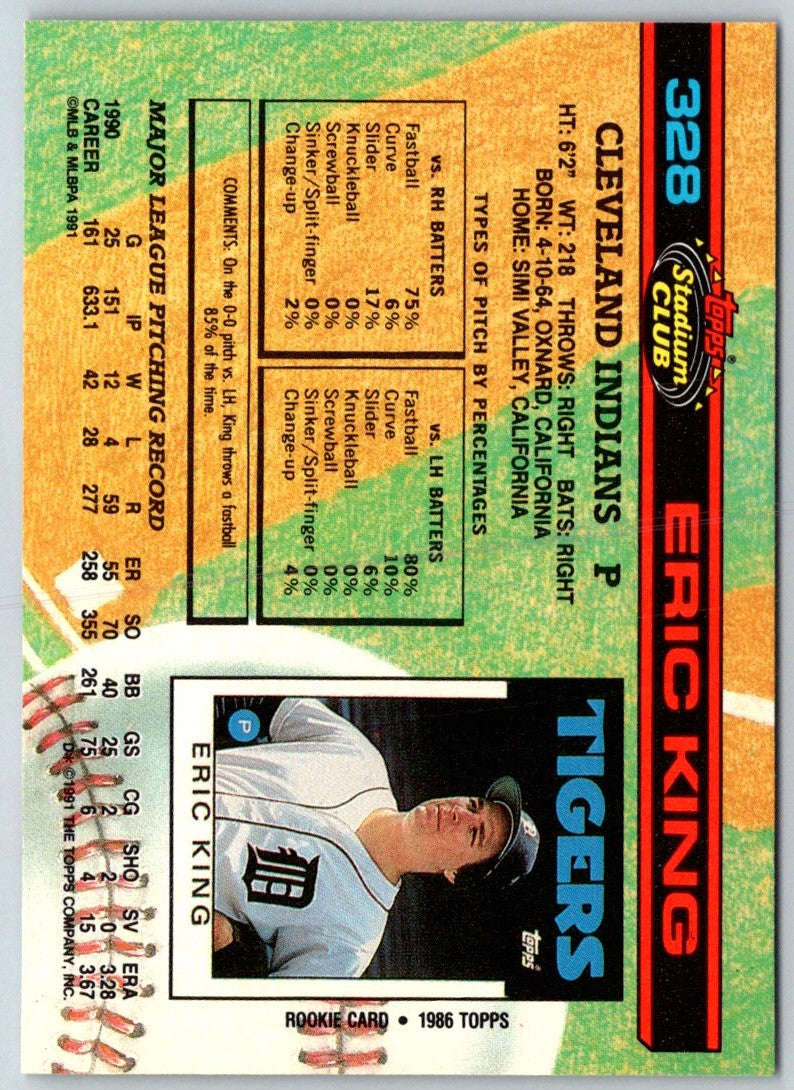 328
Topps®
Stadium
CLUB
ERIC KING
CLEVELAND INDIANS P
HT: 6'2" WT: 218 THROWS: RIGHT BATS: RIGHT
BORN: 4-10-64, OXNARD, CALIFORNIA
HOME: SIMI VALLEY, CALIFORNIA
TYPES OF PITCH BY PERCENTAGES
vs. RH BATTERS
Fastball 75%
Curve 6%
Slider 17%
Knuckleball 0%
Screwball 0%
Sinker/Split-finger 0%
Change-up 2%
vs. LH BATTERS
Fastball 80%
Curve 10%
Slider 6%
Knuckleball 0%
Screwball 0%
Sinker/Split-finger 0%
Change-up 4%
COMMENTS: On the 0-0 pitch vs. LH, King throws a fastball
85% of the time.
TIGERS
topps®
D
P
ERIC KING
ROOKIE CARD • 1986 TOPPS
MAJOR LEAGUE PITCHING RECORD
G IP W L R ER SO BB GS CG SHO SV ERA
1990 25 151 12 4 59 55 70 40 25 2 2 0 3.28
CAREER 161 633.1 42 28 277 258 355 261 75 6 4 15 3.67
©MLB & MLBPA 1991
D* ©1991 THE TOPPS COMPANY, INC.